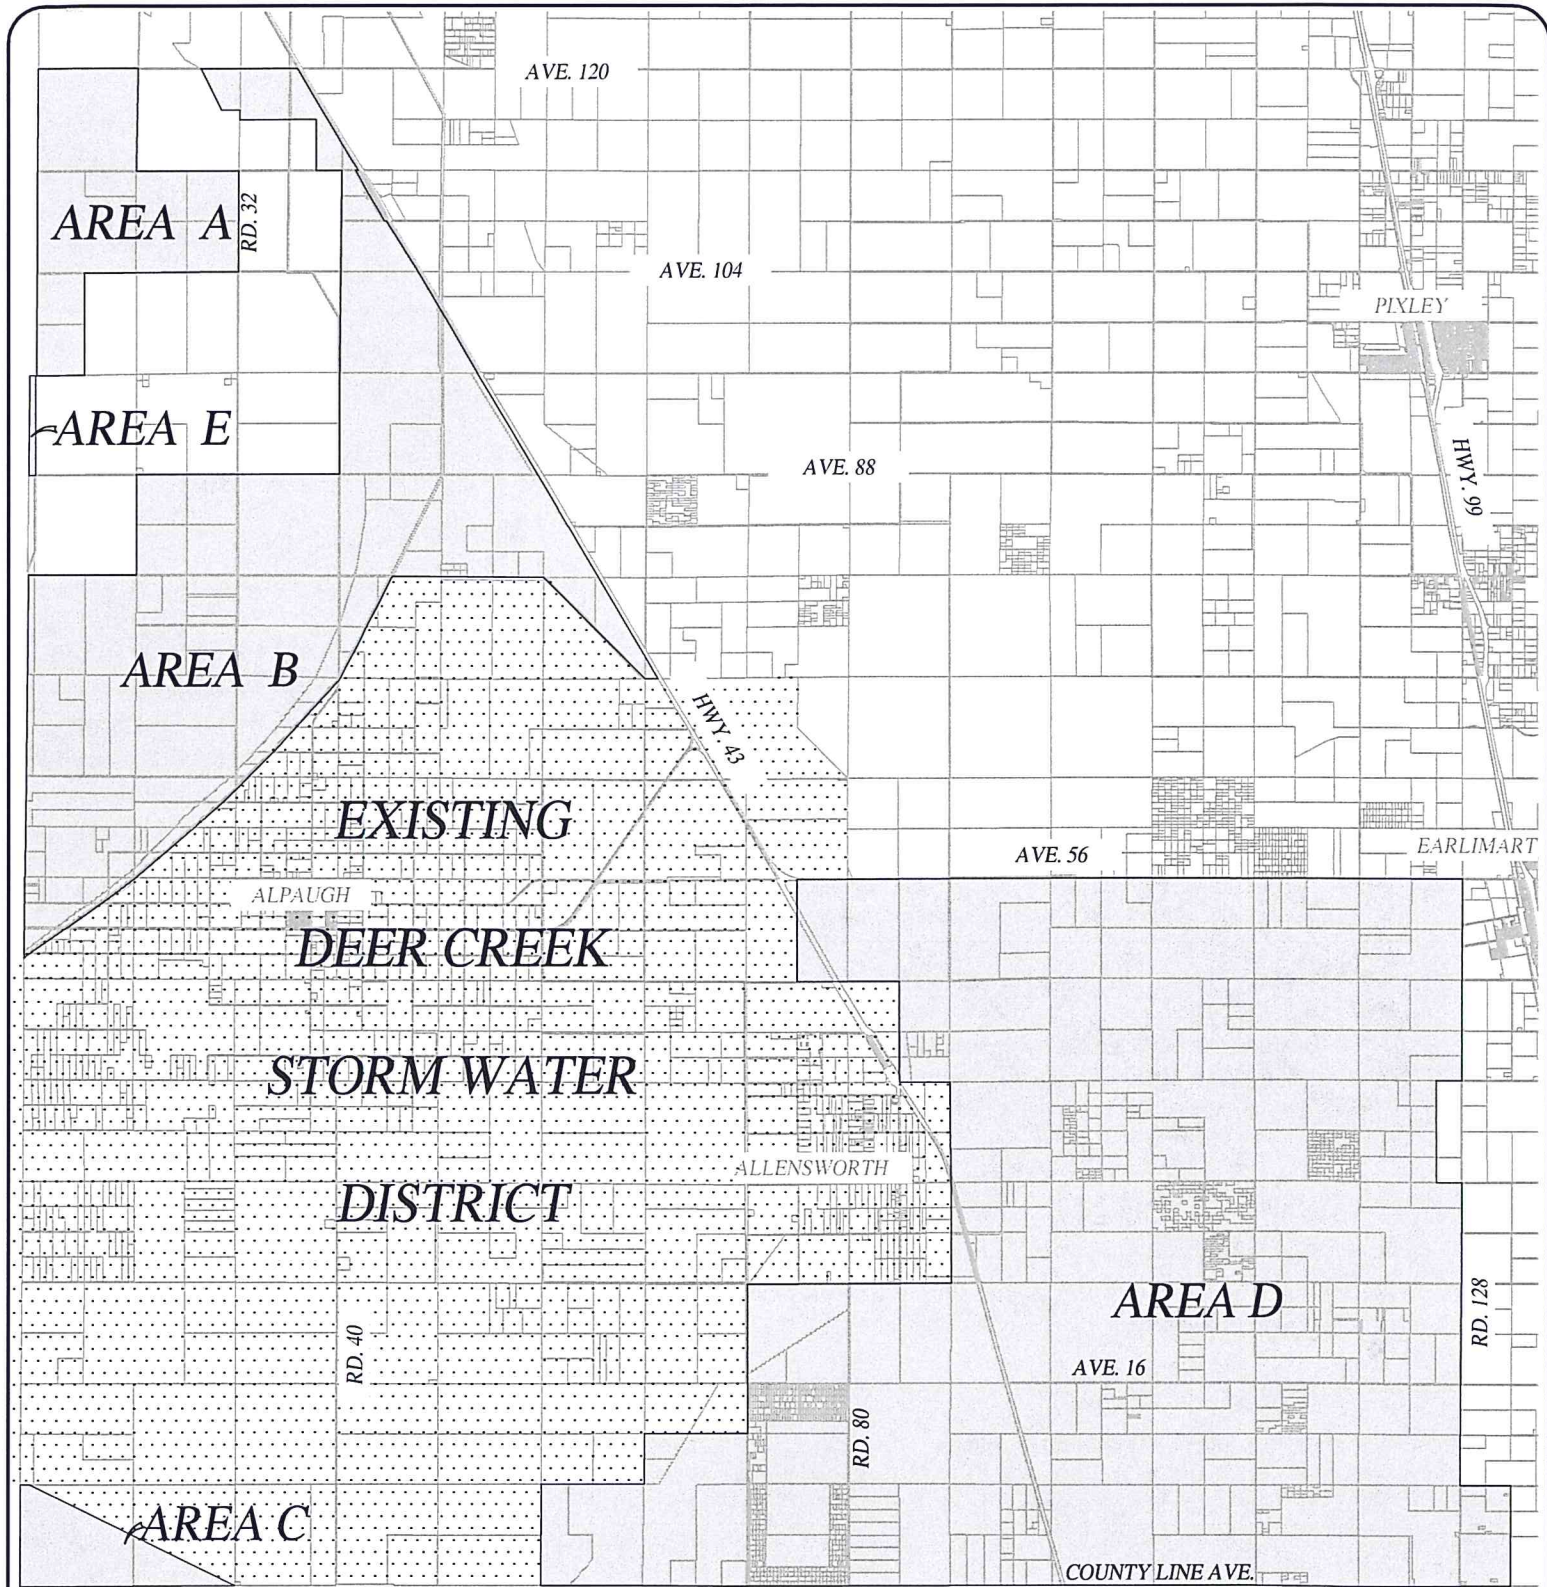 AVE. 120
AREA A
RD. 32
AVE. 104
PIXLEY
AREA E
AVE. 88
HWY. 99
AREA B
HWY. 43
EXISTING
AVE. 56
EARLIMART
ALPAUGH
DEER CREEK
STORM WATER
ALLENSWORTH
DISTRICT
AREA D
RD. 128
RD. 40
AVE. 16
RD. 80
AREA C
COUNTY LINE AVE.